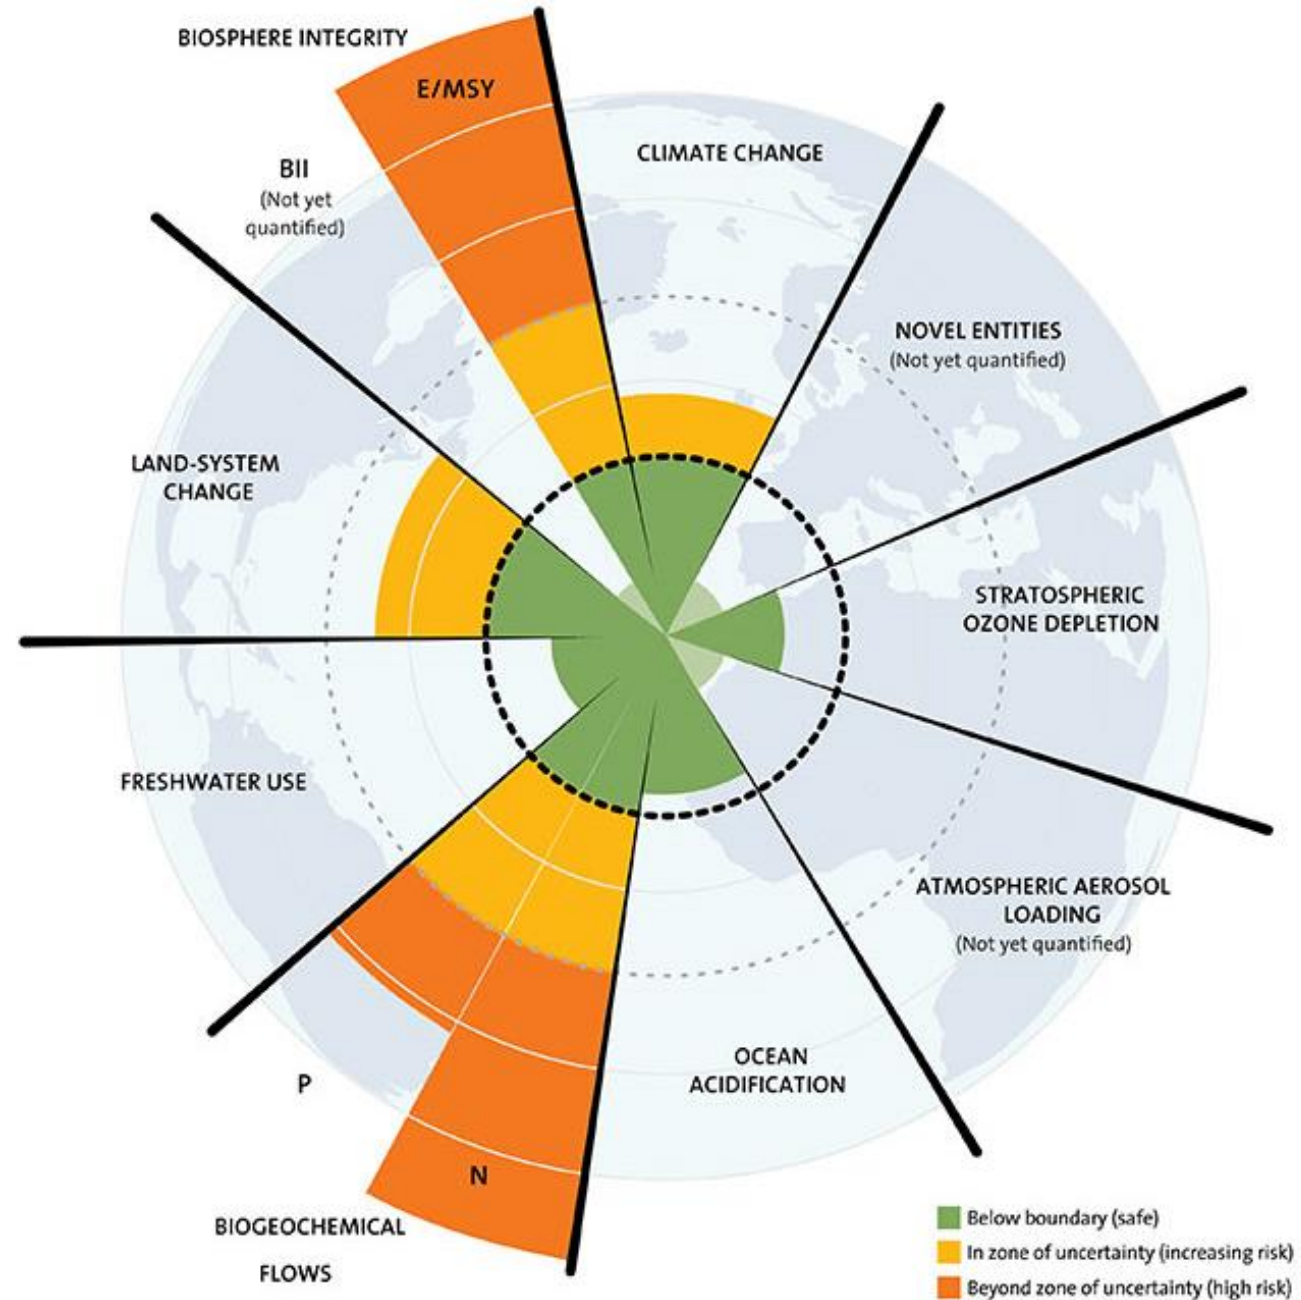 BIOSPHERE INTEGRITY
E/MSY
BII
(Not yet
quantified)
CLIMATE CHANGE
NOVEL ENTITIES
(Not yet quantified)
LAND-SYSTEM
CHANGE
STRATOSPHERIC
OZONE DEPLETION
FRESHWATER USE
ATMOSPHERIC AEROSOL
LOADING
(Not yet quantified)
OCEAN
ACIDIFICATION
P
N
BIOGEOCHEMICAL
FLOWS
Below boundary (safe)
In zone of uncertainty (increasing risk)
Beyond zone of uncertainty (high risk)